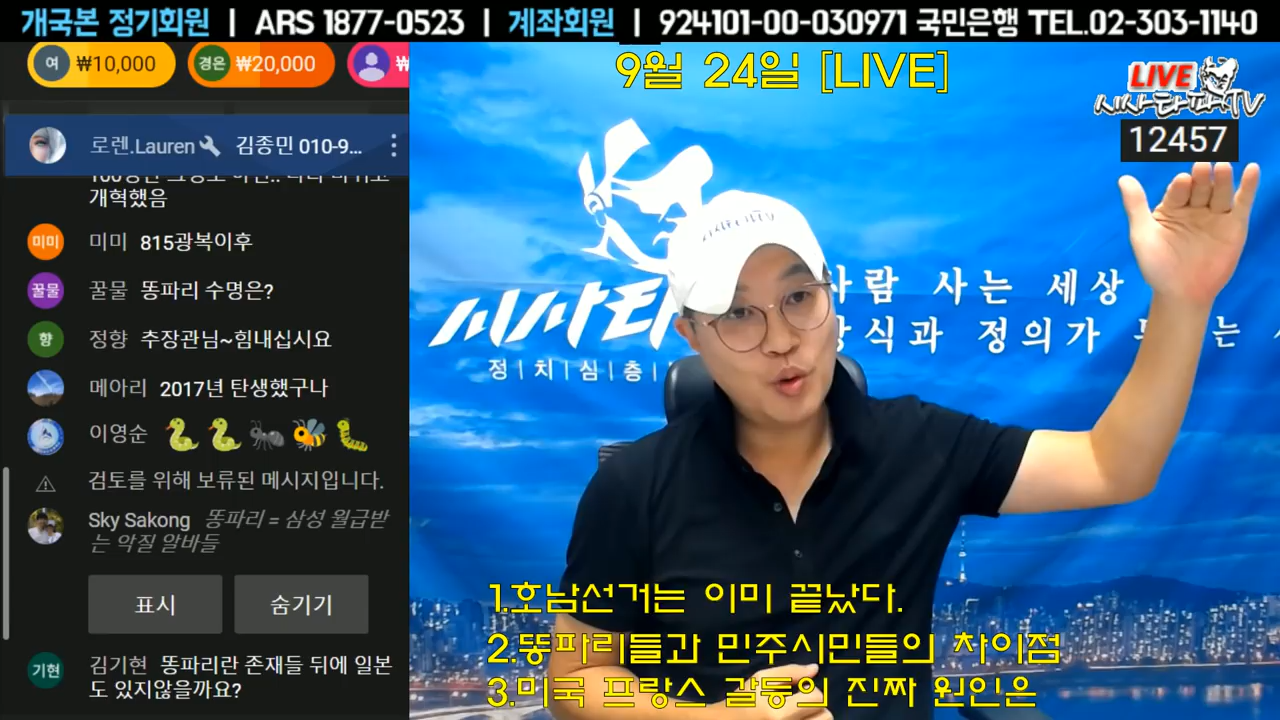 개국본 정기회원 | ARS 1877-0523 | 계좌회원 | 924101-00-030971 국민은행 TEL.02-303-1140
여 ₩10,000 경은 ₩20,000 ₩
9월 24일 [LIVE]
LIVE
시사타파TV
12457
로렌.Lauren 김종민 010-9...
개혁했음
미미 미미 815광복이후
꿀물 꿀물 똥파리 수명은?
향 정향 추장관님~힘내십시요
메아리 2017년 탄생했구나
이영순
검토를 위해 보류된 메시지입니다.
Sky Sakong 똥파리 = 삼성 월급받
는 악질 알바들
표시 숨기기
기현 김기현 똥파리란 존재들 뒤에 일본
도 있지않을까요?
시사타
정|치|심|층|
사람 사는 세상
상식과 정의가 는
1.호남선거는 이미 끝났다.
2.똥파리들과 민주시민들의 차이점
3.미국 프랑스 갈등의 진짜 원인은